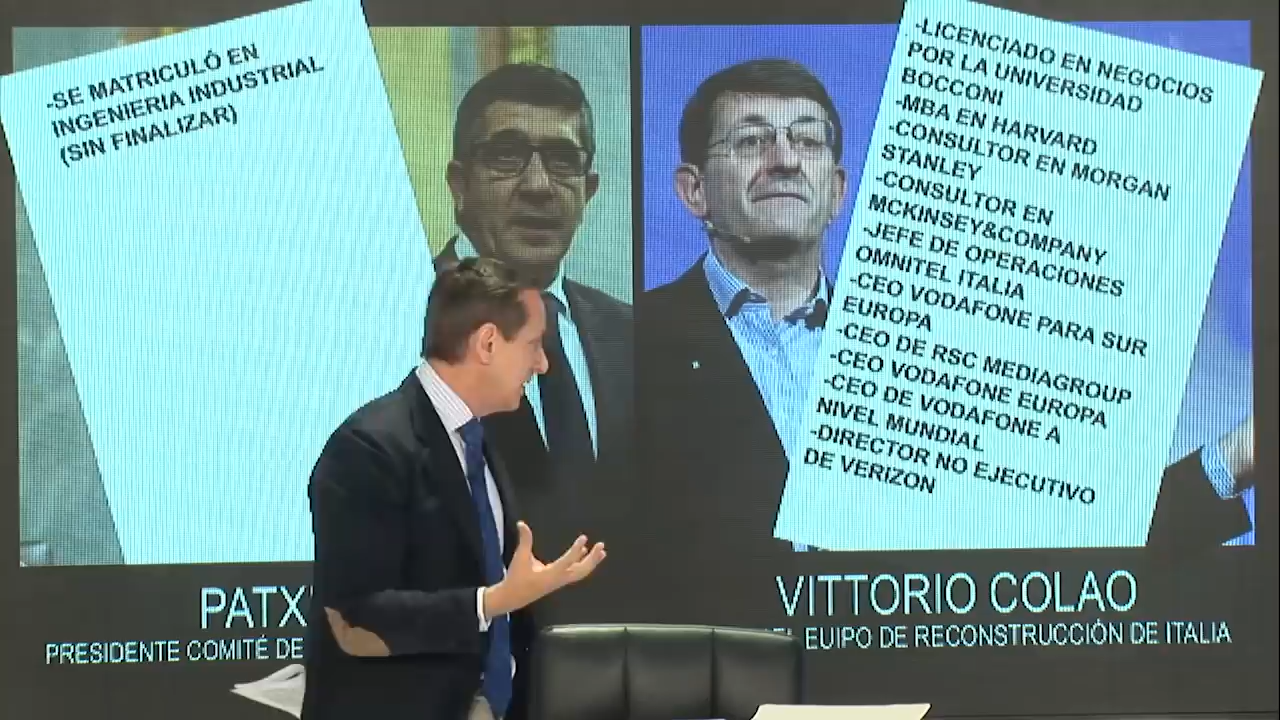 -SE MATRICULÓ EN
INGENIERIA INDUSTRIAL
(SIN FINALIZAR)
-LICENCIADO EN NEGOCIOS
POR LA UNIVERSIDAD
BOCCONI
-MBA EN HARVARD
-CONSULTOR EN MORGAN
STANLEY
-CONSULTOR EN
MCKINSEY&COMPANY
-JEFE DE OPERACIONES
OMNITEL ITALIA
-CEO VODAFONE PARA SUR
EUROPA
-CEO DE RSC MEDIAGROUP
-CEO VODAFONE EUROPA
-CEO DE VODAFONE A
NIVEL MUNDIAL
-DIRECTOR NO EJECUTIVO
DE VERIZON
PATX
PRESIDENTE COMITÉ DE
VITTORIO COLAO
EUIPO DE RECONSTRUCCIÓN DE ITALIA